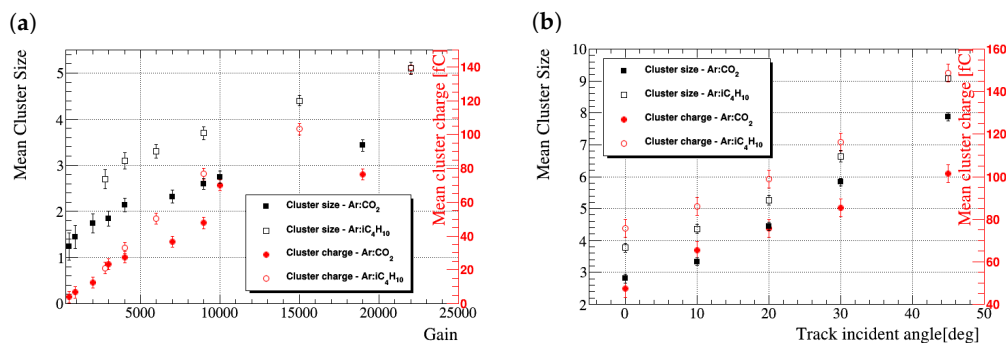 (a)
Mean Cluster Size
5
4
3
2
1
0
5000
10000
15000
20000
25000
Gain
140
120
100
80
60
40
20
0
Mean cluster charge [fC]
Cluster size - Ar:CO2
Cluster size - Ar:iC4H10
Cluster charge - Ar:CO2
Cluster charge - Ar:iC4H10
(b)
Mean Cluster Size
10
9
8
7
6
5
4
3
2
0
10
20
30
40
50
Track incident angle[deg]
160
140
120
100
80
60
40
Mean cluster charge [fC]
Cluster size - Ar:CO2
Cluster size - Ar:iC4H10
Cluster charge - Ar:CO2
Cluster charge - Ar:iC4H10